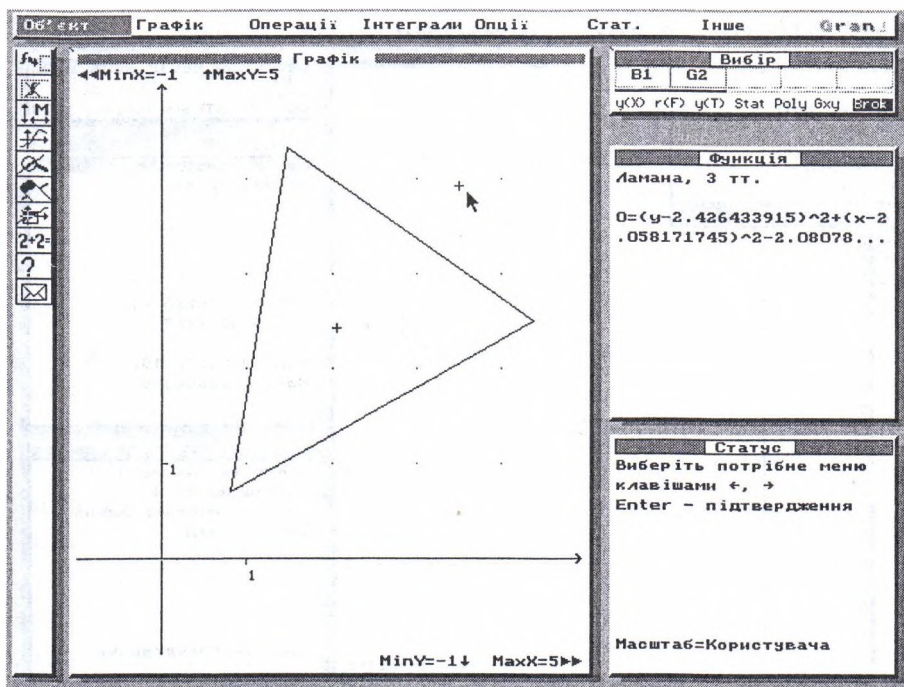 Об'єкт Графік Операції Інтеграли Опції Стат. Інше Gran1
Графік
◄◄MinX=-1 ↑MaxY=5
1
1
MinY=-1↓ MaxX=5►►
2+2=
?
Вибір
B1 G2
y(X) r(F) y(T) Stat Poly Gxy Brok
Функція
Ламана, 3 тт.
0=(y-2.426433915)^2+(x-2
.058171745)^2-2.08078...
Статус
Виберіть потрібне меню
клавішами ←, →
Enter - підтвердження
Масштаб=Користувача